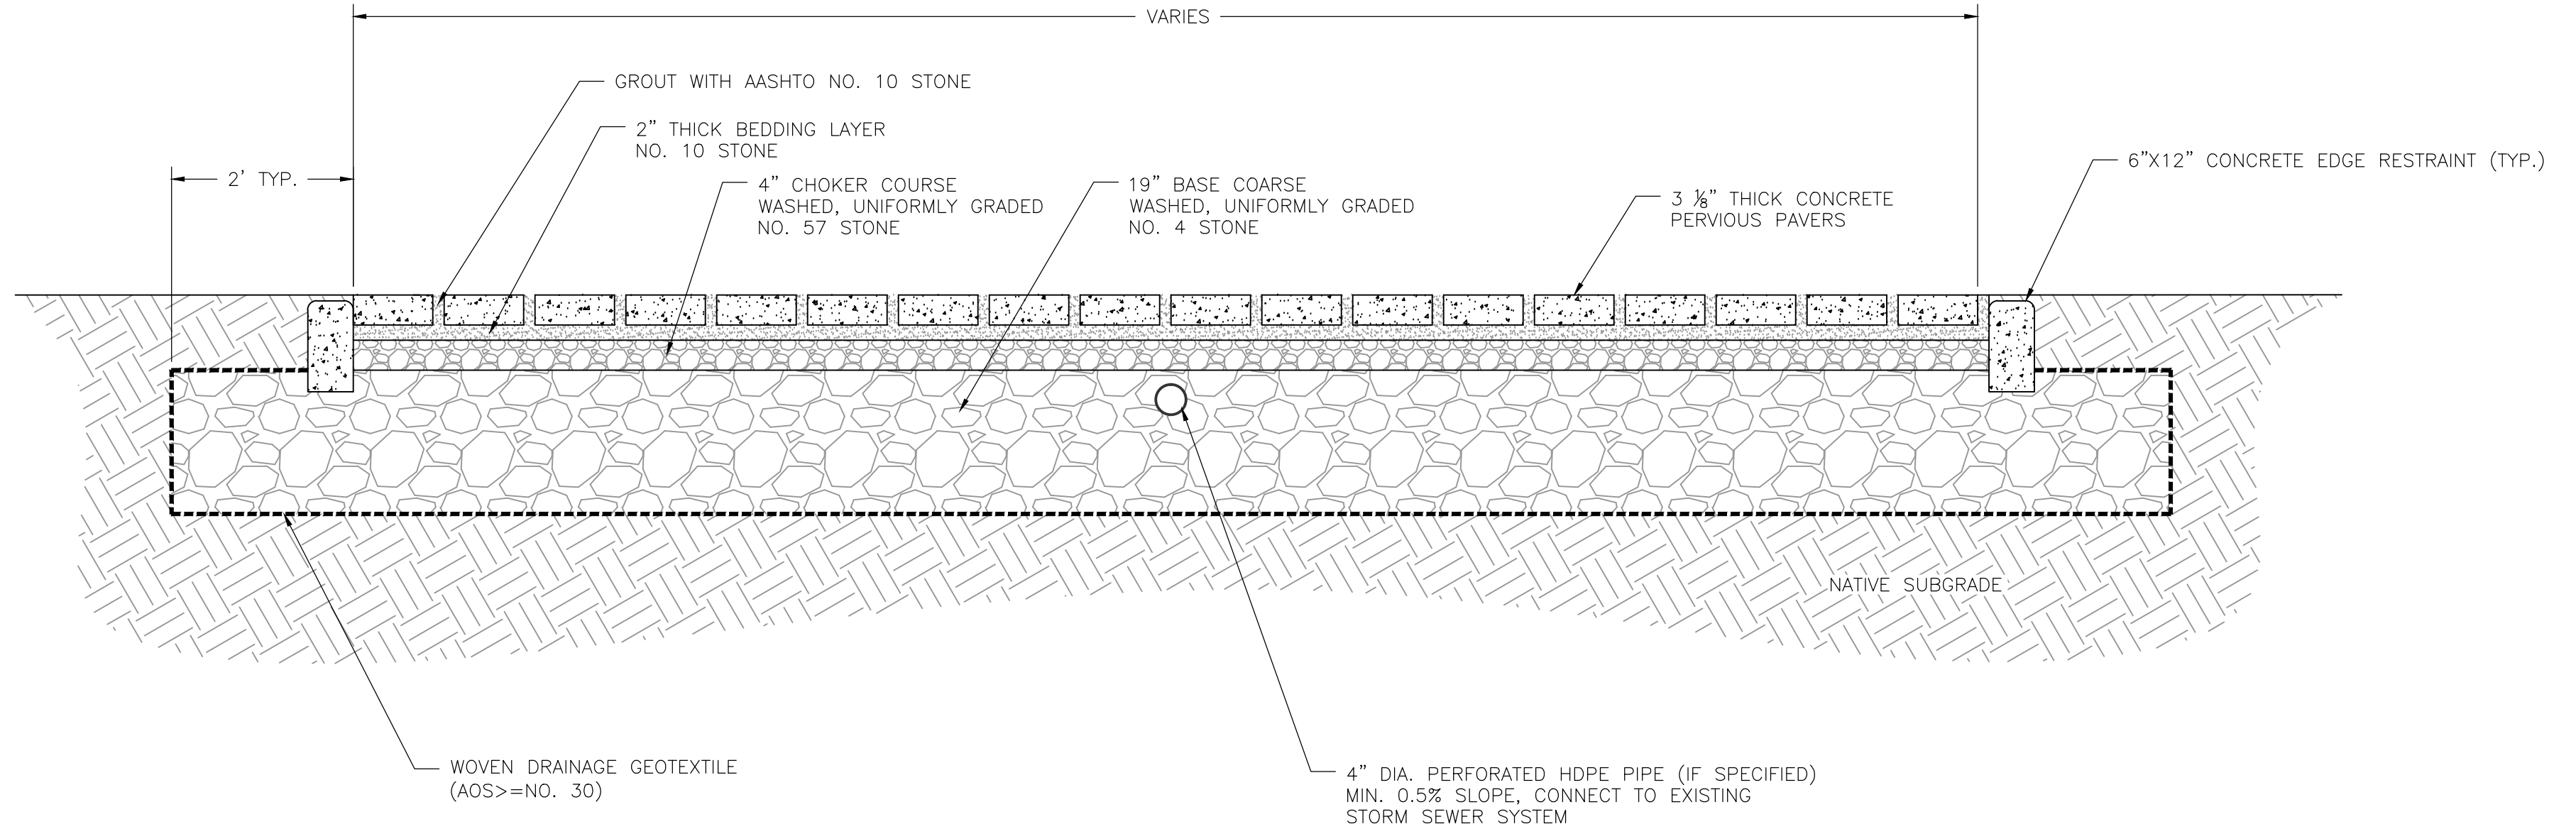 VARIES
GROUT WITH AASHTO NO. 10 STONE
2” THICK BEDDING LAYER
NO. 10 STONE
2’ TYP.
4” CHOKER COURSE
WASHED, UNIFORMLY GRADED
NO. 57 STONE
19” BASE COARSE
WASHED, UNIFORMLY GRADED
NO. 4 STONE
3 ⅛” THICK CONCRETE
PERVIOUS PAVERS
6”X12” CONCRETE EDGE RESTRAINT (TYP.)
NATIVE SUBGRADE
WOVEN DRAINAGE GEOTEXTILE
(AOS>=NO. 30)
4” DIA. PERFORATED HDPE PIPE (IF SPECIFIED)
MIN. 0.5% SLOPE, CONNECT TO EXISTING
STORM SEWER SYSTEM